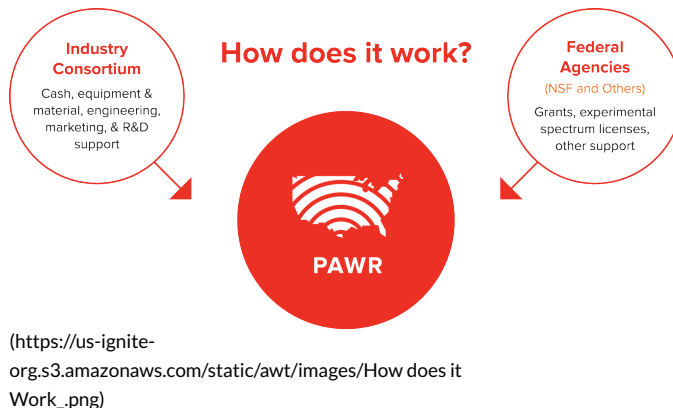 How does it work?
Industry
Consortium
Cash, equipment &
material, engineering,
marketing, & R&D
support
Federal
Agencies
(NSF and Others)
Grants, experimental
spectrum licenses,
other support
PAWR
(https://us-ignite-
org.s3.amazonaws.com/static/awt/images/How does it
Work_.png)